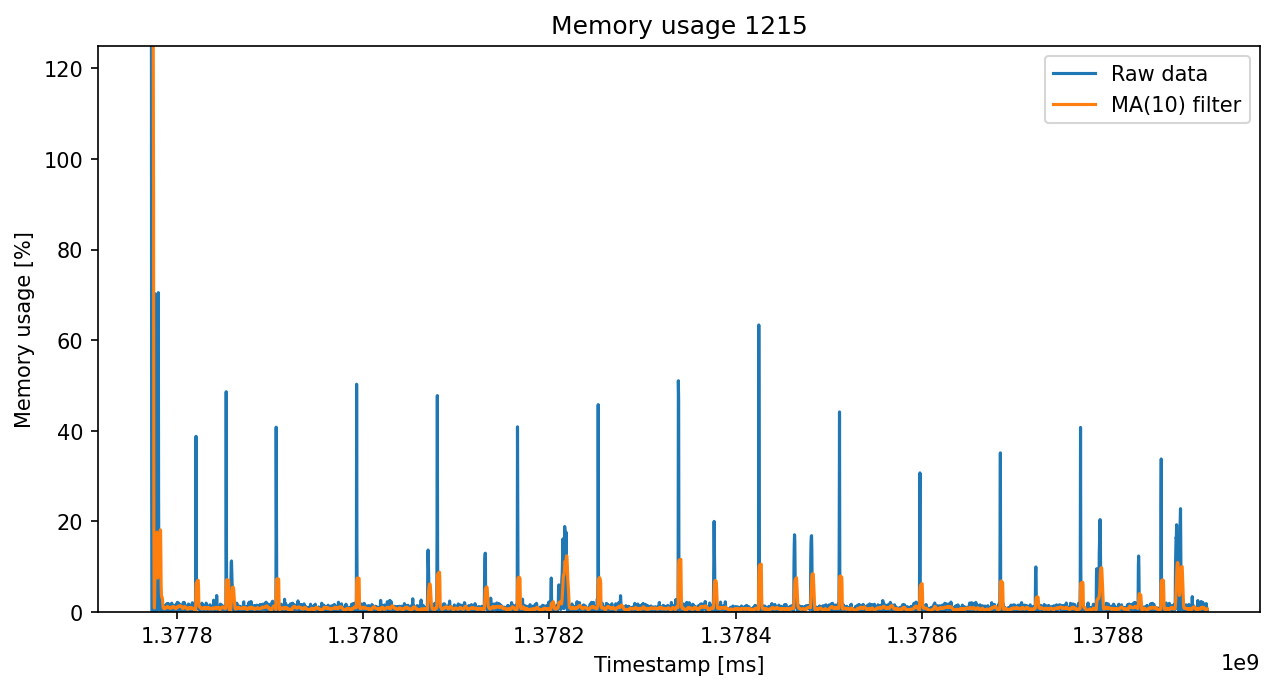 Memory usage 1215
Raw data
MA(10) filter
Memory usage [%]
120
100
80
60
40
20
0
1.3778 1.3780 1.3782 1.3784 1.3786 1.3788
1e9
Timestamp [ms]